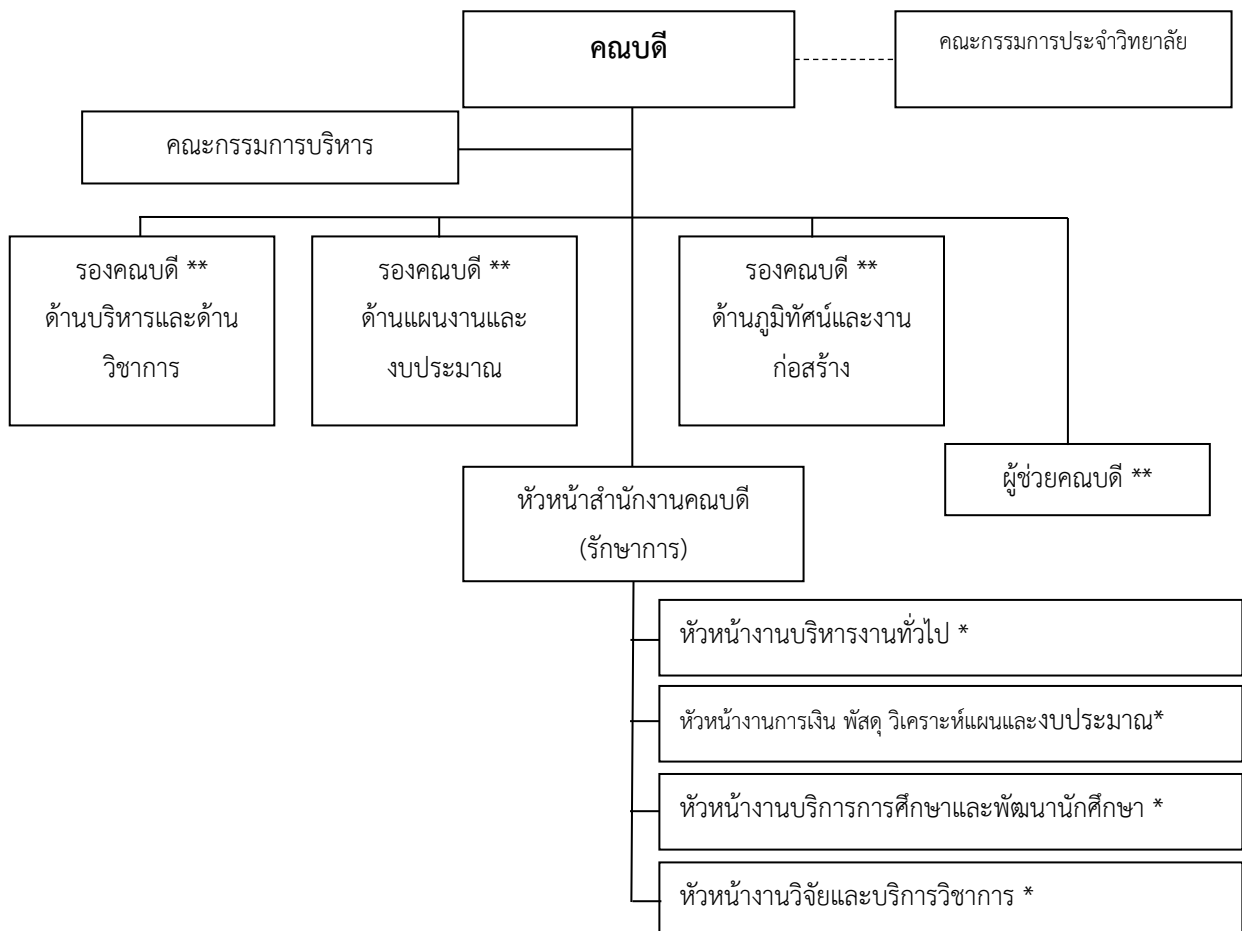 คณบดี
คณะกรรมการประจำวิทยาลัย
คณะกรรมการบริหาร
รองคณบดี **
ด้านบริหารและด้าน
วิชาการ
รองคณบดี **
ด้านแผนงานและ
งบประมาณ
รองคณบดี **
ด้านภูมิทัศน์และงาน
ก่อสร้าง
ผู้ช่วยคณบดี **
หัวหน้าสำนักงานคณบดี
(รักษาการ)
หัวหน้างานบริหารงานทั่วไป *
หัวหน้างานการเงิน พัสดุ วิเคราะห์แผนและงบประมาณ*
หัวหน้างานบริการการศึกษาและพัฒนานักศึกษา *
หัวหน้างานวิจัยและบริการวิชาการ *